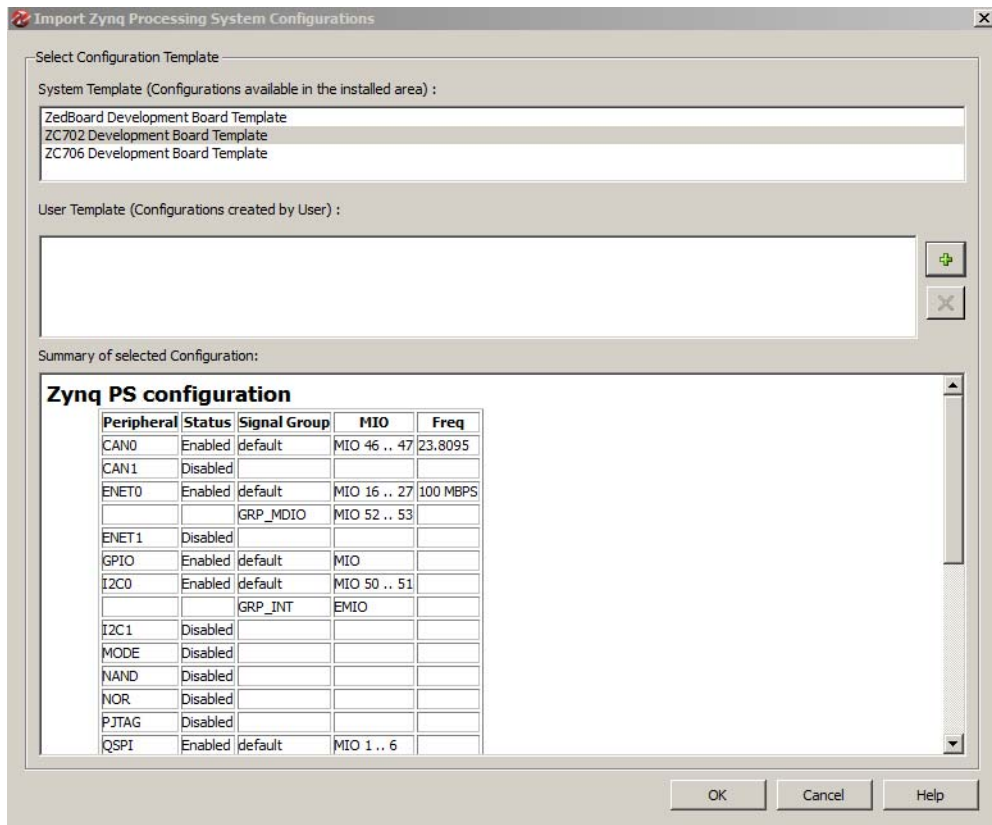 Import Zynq Processing System Configurations
Select Configuration Template
System Template (Configurations available in the installed area) :
ZedBoard Development Board Template
ZC702 Development Board Template
ZC706 Development Board Template
User Template (Configurations created by User) :
Summary of selected Configuration:
Zynq PS configuration
Peripheral Status Signal Group MIO Freq
CAN0 Enabled default MIO 46 .. 47 23.8095
CAN1 Disabled
ENET0 Enabled default MIO 16 .. 27 100 MBPS
GRP_MDIO MIO 52 .. 53
ENET1 Disabled
GPIO Enabled default MIO
I2C0 Enabled default MIO 50 .. 51
GRP_INT EMIO
I2C1 Disabled
MODE Disabled
NAND Disabled
NOR Disabled
PJTAG Disabled
QSPI Enabled default MIO 1 .. 6
OK Cancel Help